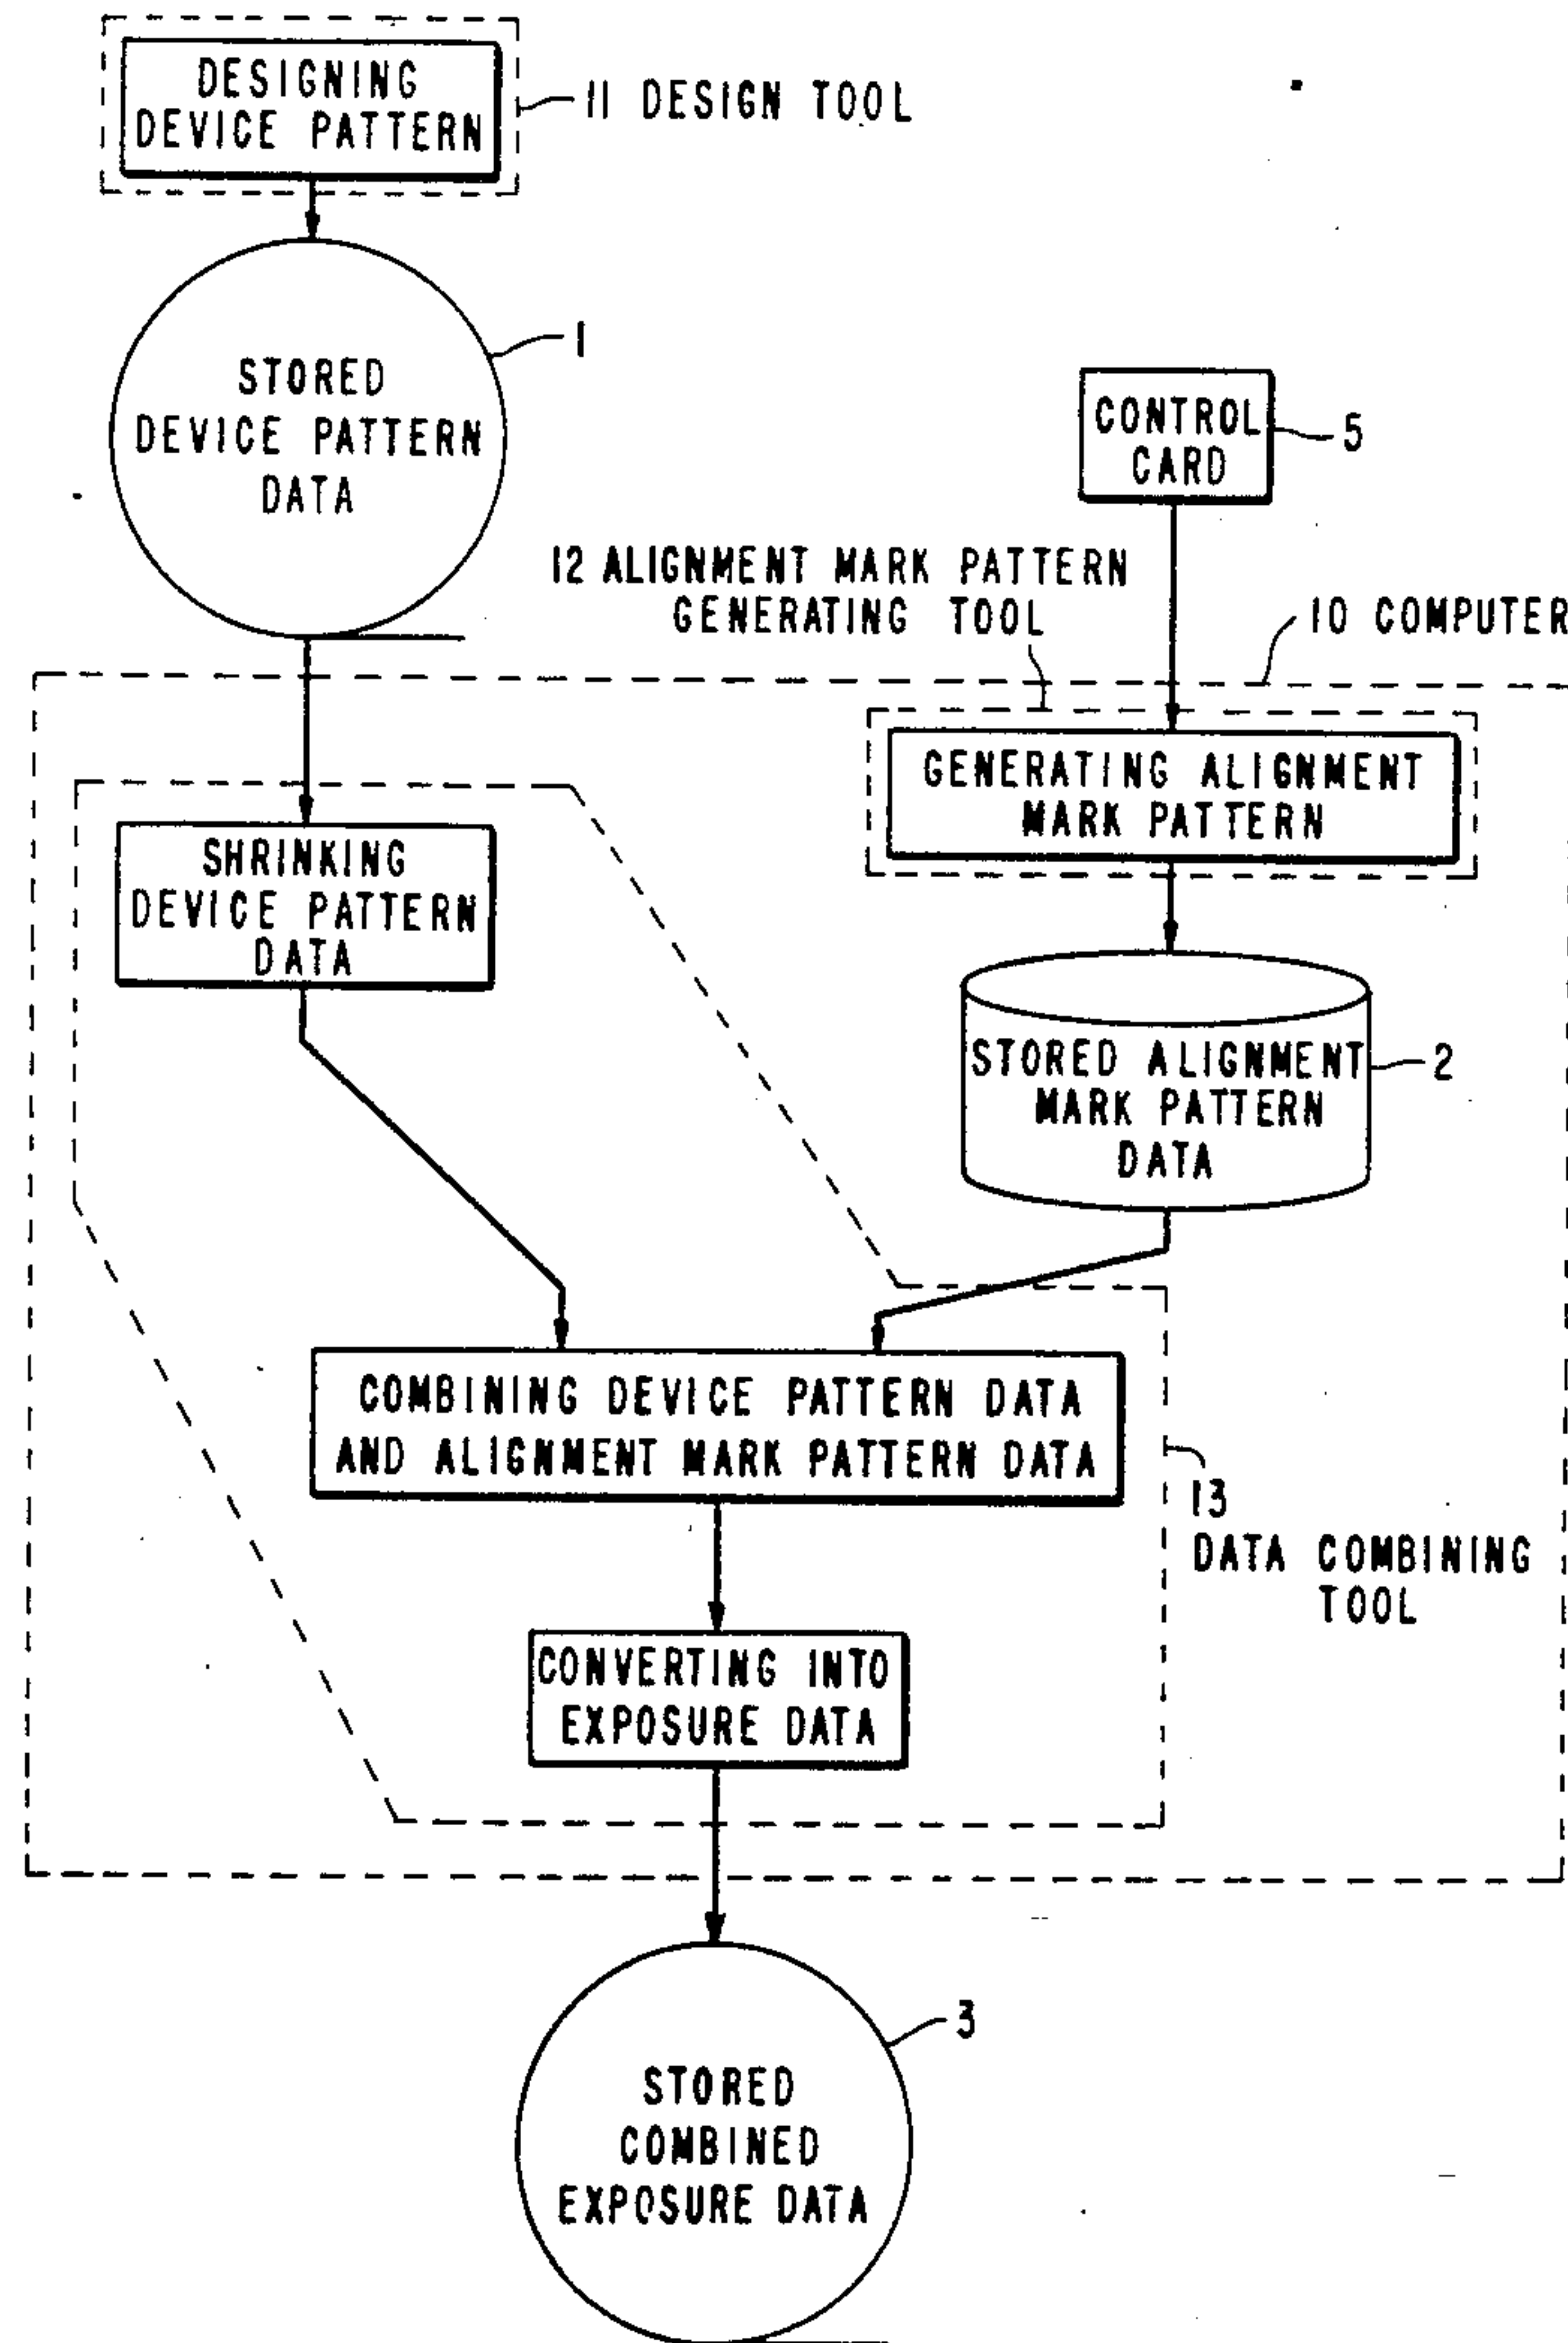 DESIGNING
DEVICE PATTERN
11 DESIGN TOOL
STORED
DEVICE PATTERN
DATA
1
CONTROL
CARD
5
12 ALIGNMENT MARK PATTERN
GENERATING TOOL
10 COMPUTER
GENERATING ALIGNMENT
MARK PATTERN
SHRINKING
DEVICE PATTERN
DATA
STORED ALIGNMENT
MARK PATTERN
DATA
2
COMBINING DEVICE PATTERN DATA
AND ALIGNMENT MARK PATTERN DATA
13
DATA COMBINING
TOOL
CONVERTING INTO
EXPOSURE DATA
3
STORED
COMBINED
EXPOSURE DATA